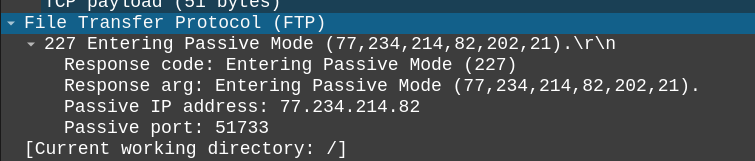 TCP payload (51 bytes)
File Transfer Protocol (FTP)
227 Entering Passive Mode (77,234,214,82,202,21).\r\n
Response code: Entering Passive Mode (227)
Response arg: Entering Passive Mode (77,234,214,82,202,21).
Passive IP address: 77.234.214.82
Passive port: 51733
[Current working directory: /]